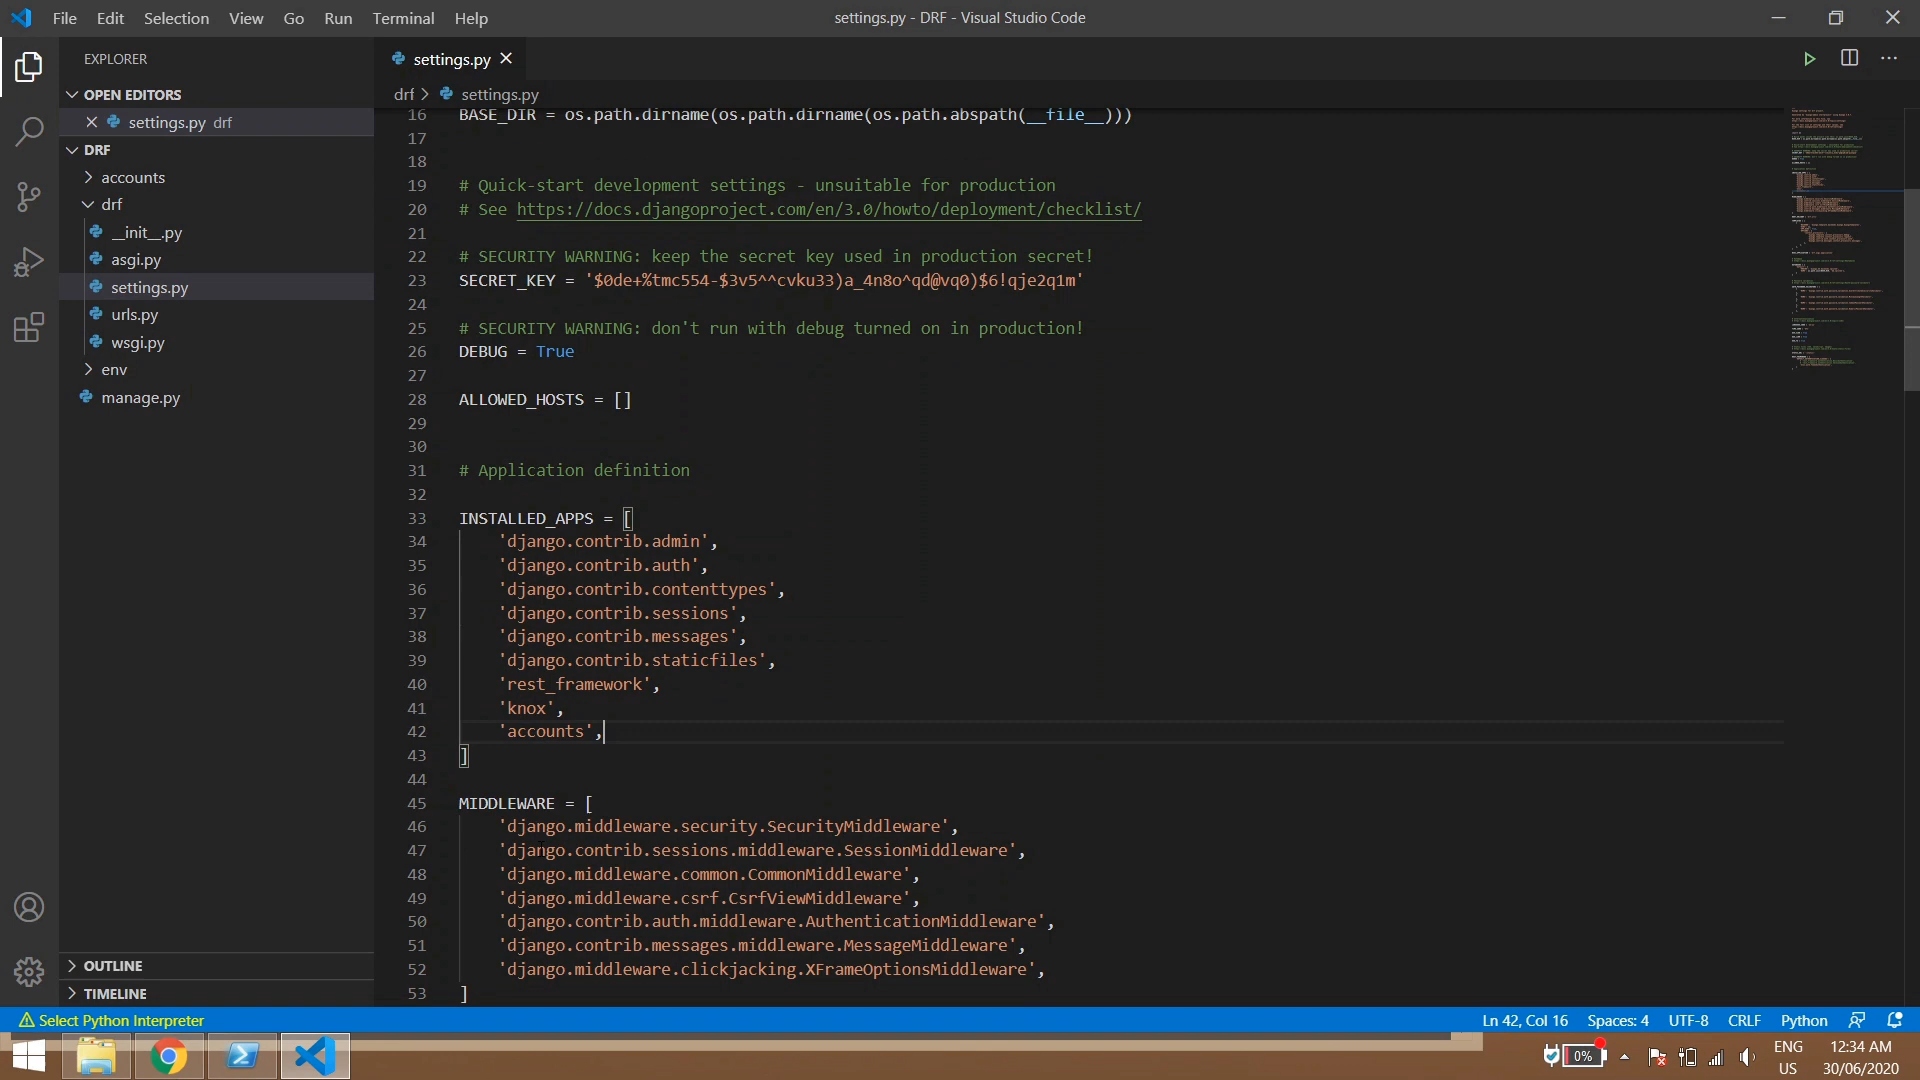 File Edit Selection View Go Run Terminal Help
settings.py - DRF - Visual Studio Code
EXPLORER
OPEN EDITORS
settings.py drf
DRF
accounts
drf
__init__.py
asgi.py
settings.py
urls.py
wsgi.py
env
manage.py
OUTLINE
TIMELINE
settings.py
drf > settings.py
16 BASE_DIR = os.path.dirname(os.path.dirname(os.path.abspath(__file__)))
17
18
19 # Quick-start development settings - unsuitable for production
20 # See https://docs.djangoproject.com/en/3.0/howto/deployment/checklist/
21
22 # SECURITY WARNING: keep the secret key used in production secret!
23 SECRET_KEY = '$0de+%tmc554-$3v5^^cvku33)a_4n8o^qd@vq0)$6!qje2q1m'
24
25 # SECURITY WARNING: don't run with debug turned on in production!
26 DEBUG = True
27
28 ALLOWED_HOSTS = []
29
30
31 # Application definition
32
33 INSTALLED_APPS = [
34 'django.contrib.admin',
35 'django.contrib.auth',
36 'django.contrib.contenttypes',
37 'django.contrib.sessions',
38 'django.contrib.messages',
39 'django.contrib.staticfiles',
40 'rest_framework',
41 'knox',
42 'accounts',
43 ]
44
45 MIDDLEWARE = [
46 'django.middleware.security.SecurityMiddleware',
47 'django.contrib.sessions.middleware.SessionMiddleware',
48 'django.middleware.common.CommonMiddleware',
49 'django.middleware.csrf.CsrfViewMiddleware',
50 'django.contrib.auth.middleware.AuthenticationMiddleware',
51 'django.contrib.messages.middleware.MessageMiddleware',
52 'django.middleware.clickjacking.XFrameOptionsMiddleware',
53 ]
Select Python Interpreter
Ln 42, Col 16 Spaces: 4 UTF-8 CRLF Python
0%
ENG
US
12:34 AM
30/06/2020